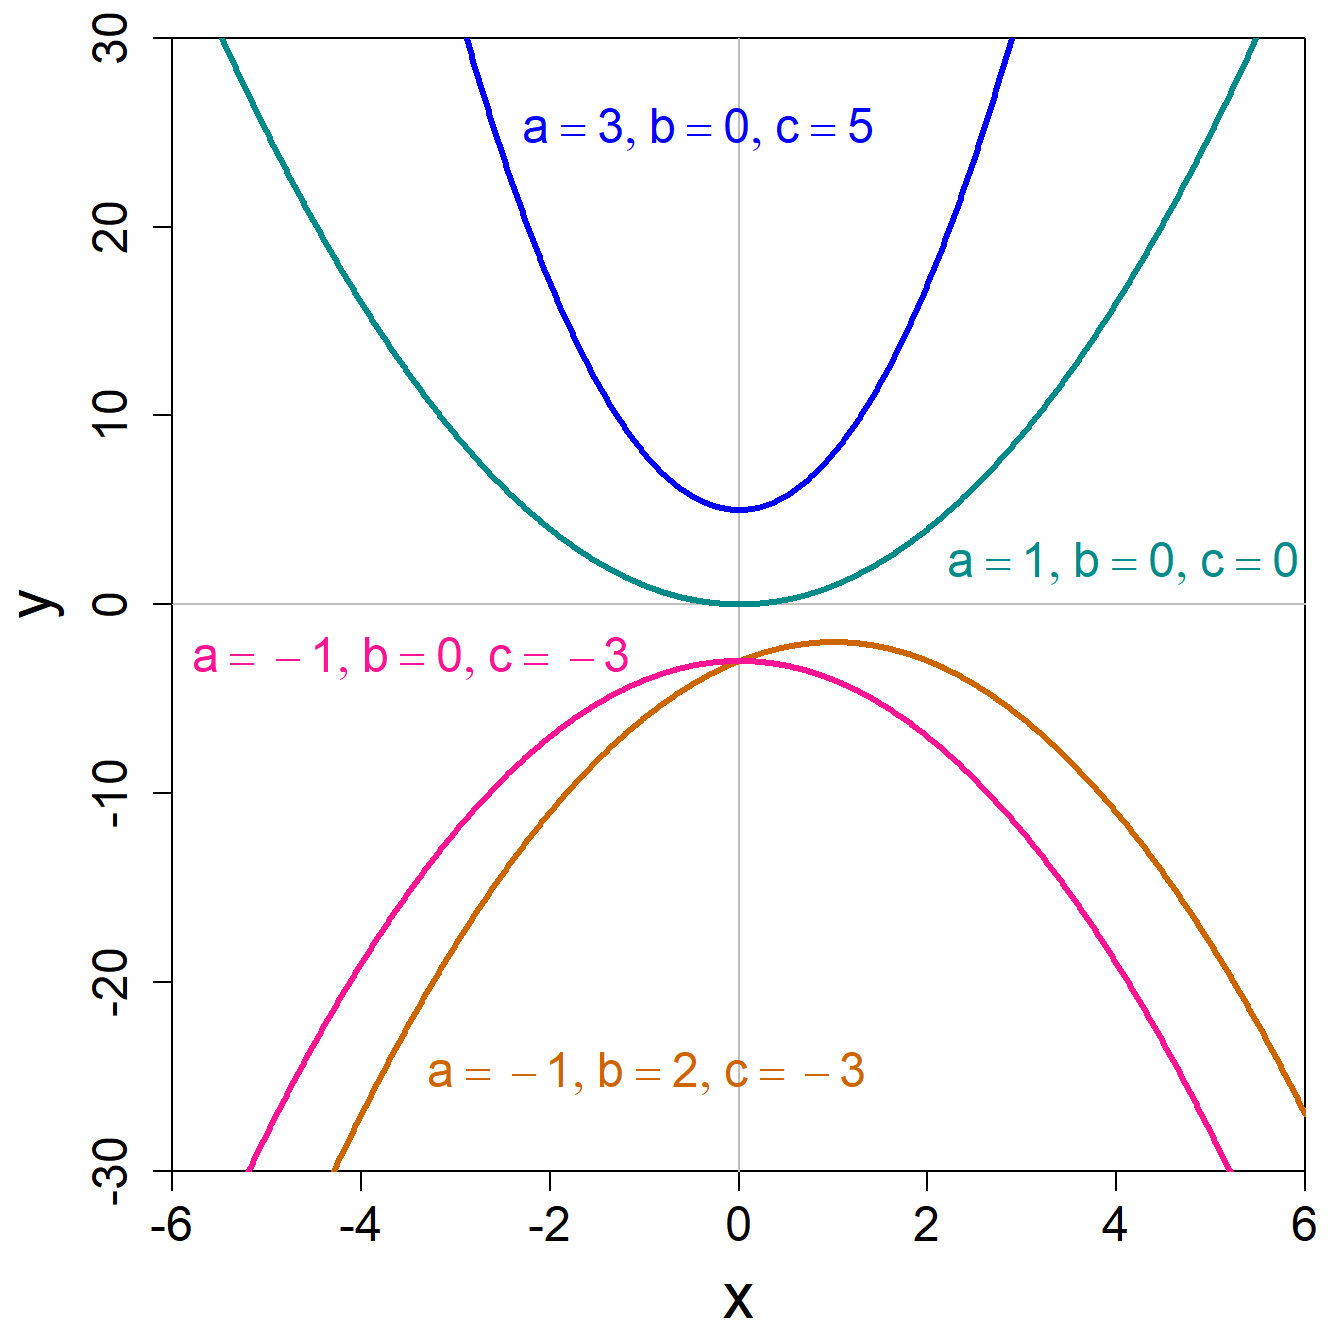 30
a = 3, b = 0, c = 5
20
10
a = 1, b = 0, c = 0
y
0
a = − 1, b = 0, c = − 3
-10
-20
a = − 1, b = 2, c = − 3
-30
-6 -4 -2 0 2 4 6
x